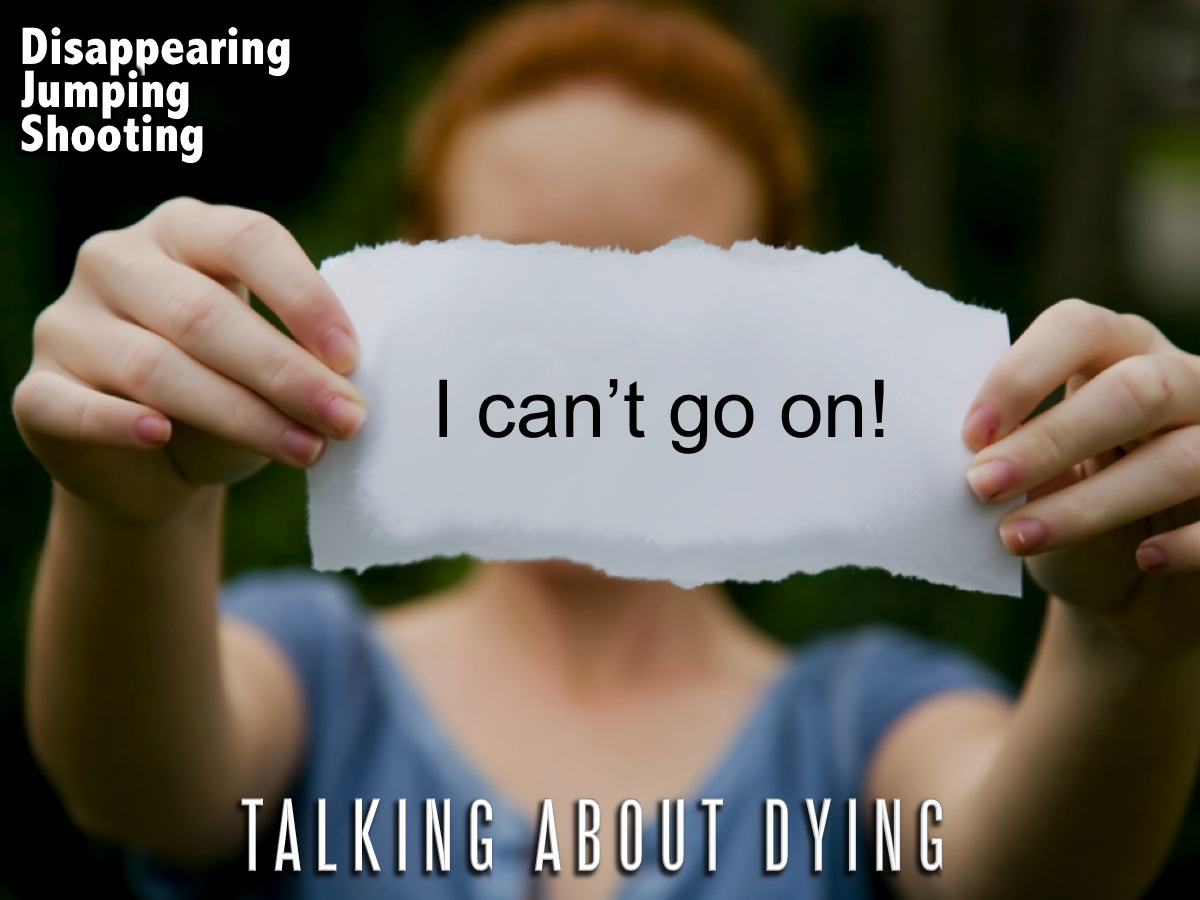 Disappearing
Jumping
Shooting
I can’t go on!
TALKING ABOUT DYING